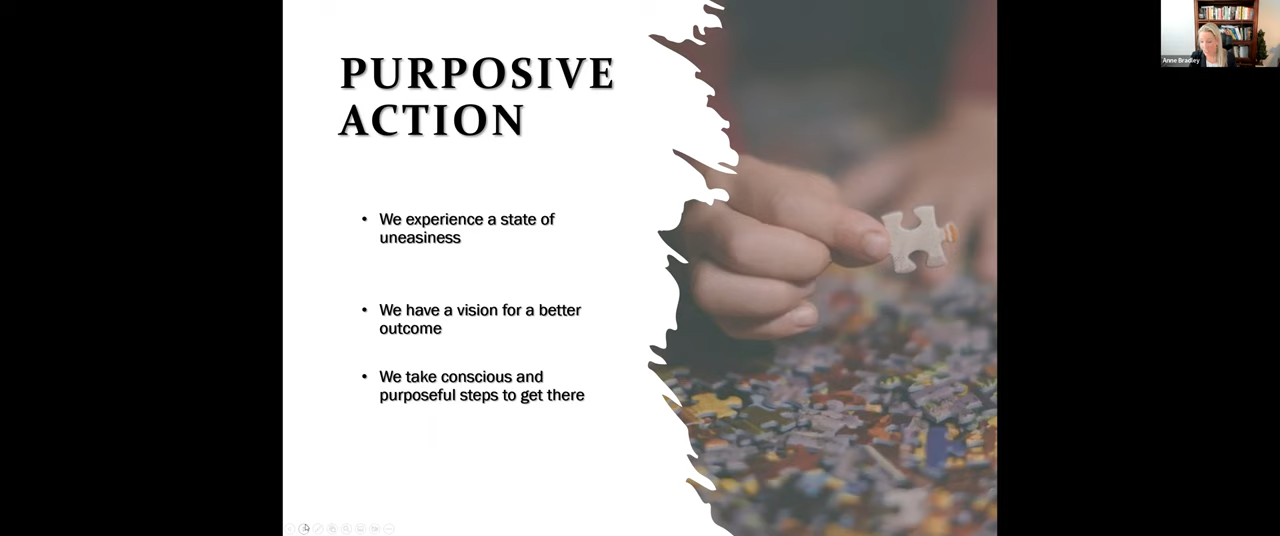 PURPOSIVE
ACTION
• We experience a state of
uneasiness
• We have a vision for a better
outcome
• We take conscious and
purposeful steps to get there
Anne Bradley